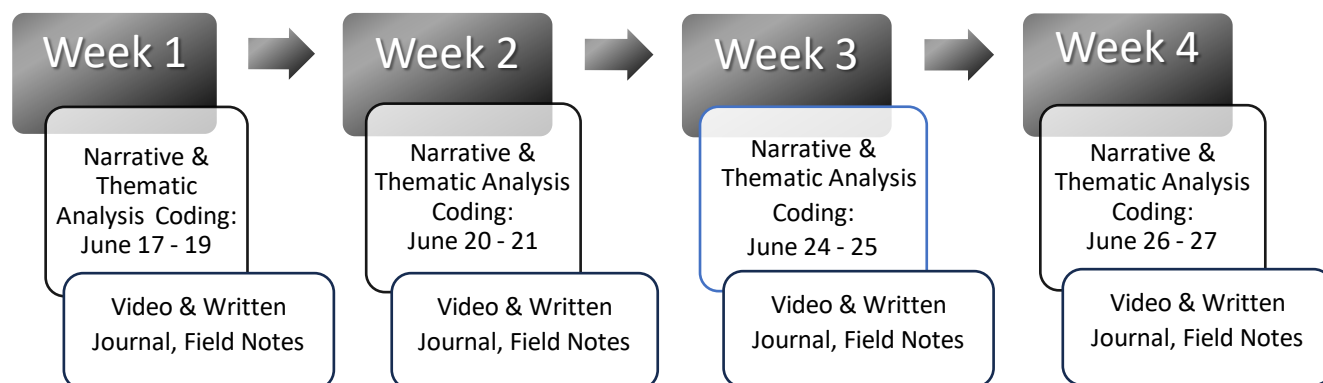 Week 1
Narrative &
Thematic
Analysis Coding:
June 17 - 19
Video & Written
Journal, Field Notes
Week 2
Narrative &
Thematic Analysis
Coding:
June 20 - 21
Video & Written
Journal, Field Notes
Week 3
Narrative &
Thematic Analysis
Coding:
June 24 - 25
Video & Written
Journal, Field Notes
Week 4
Narrative &
Thematic Analysis
Coding:
June 26 - 27
Video & Written
Journal, Field Notes